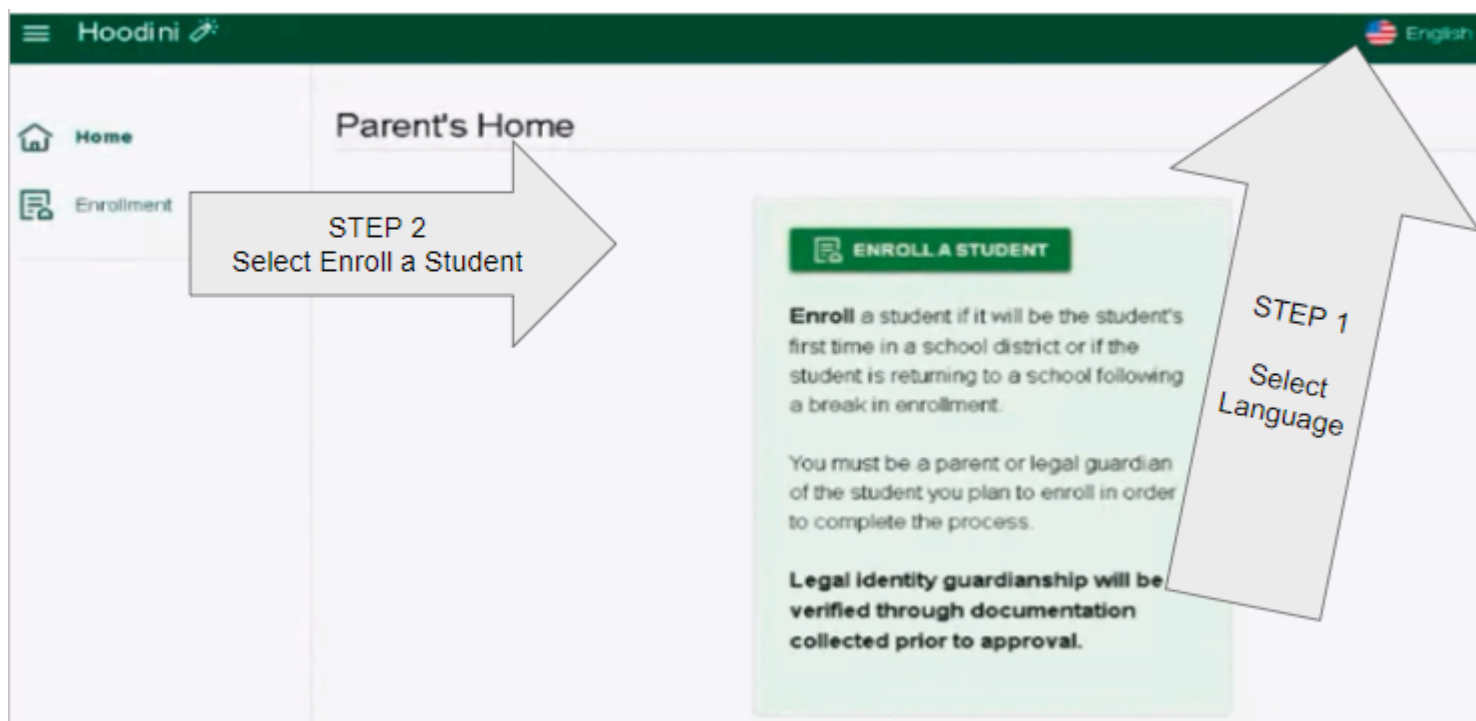 Hoodini
English
Home
Enrollment
Parent's Home
STEP 2
Select Enroll a Student
ENROLL A STUDENT
Enroll a student if it will be the student's
first time in a school district or if the
student is returning to a school following
a break in enrollment.
You must be a parent or legal guardian
of the student you plan to enroll in order
to complete the process.
Legal identity guardianship will be
verified through documentation
collected prior to approval.
STEP 1
Select
Language